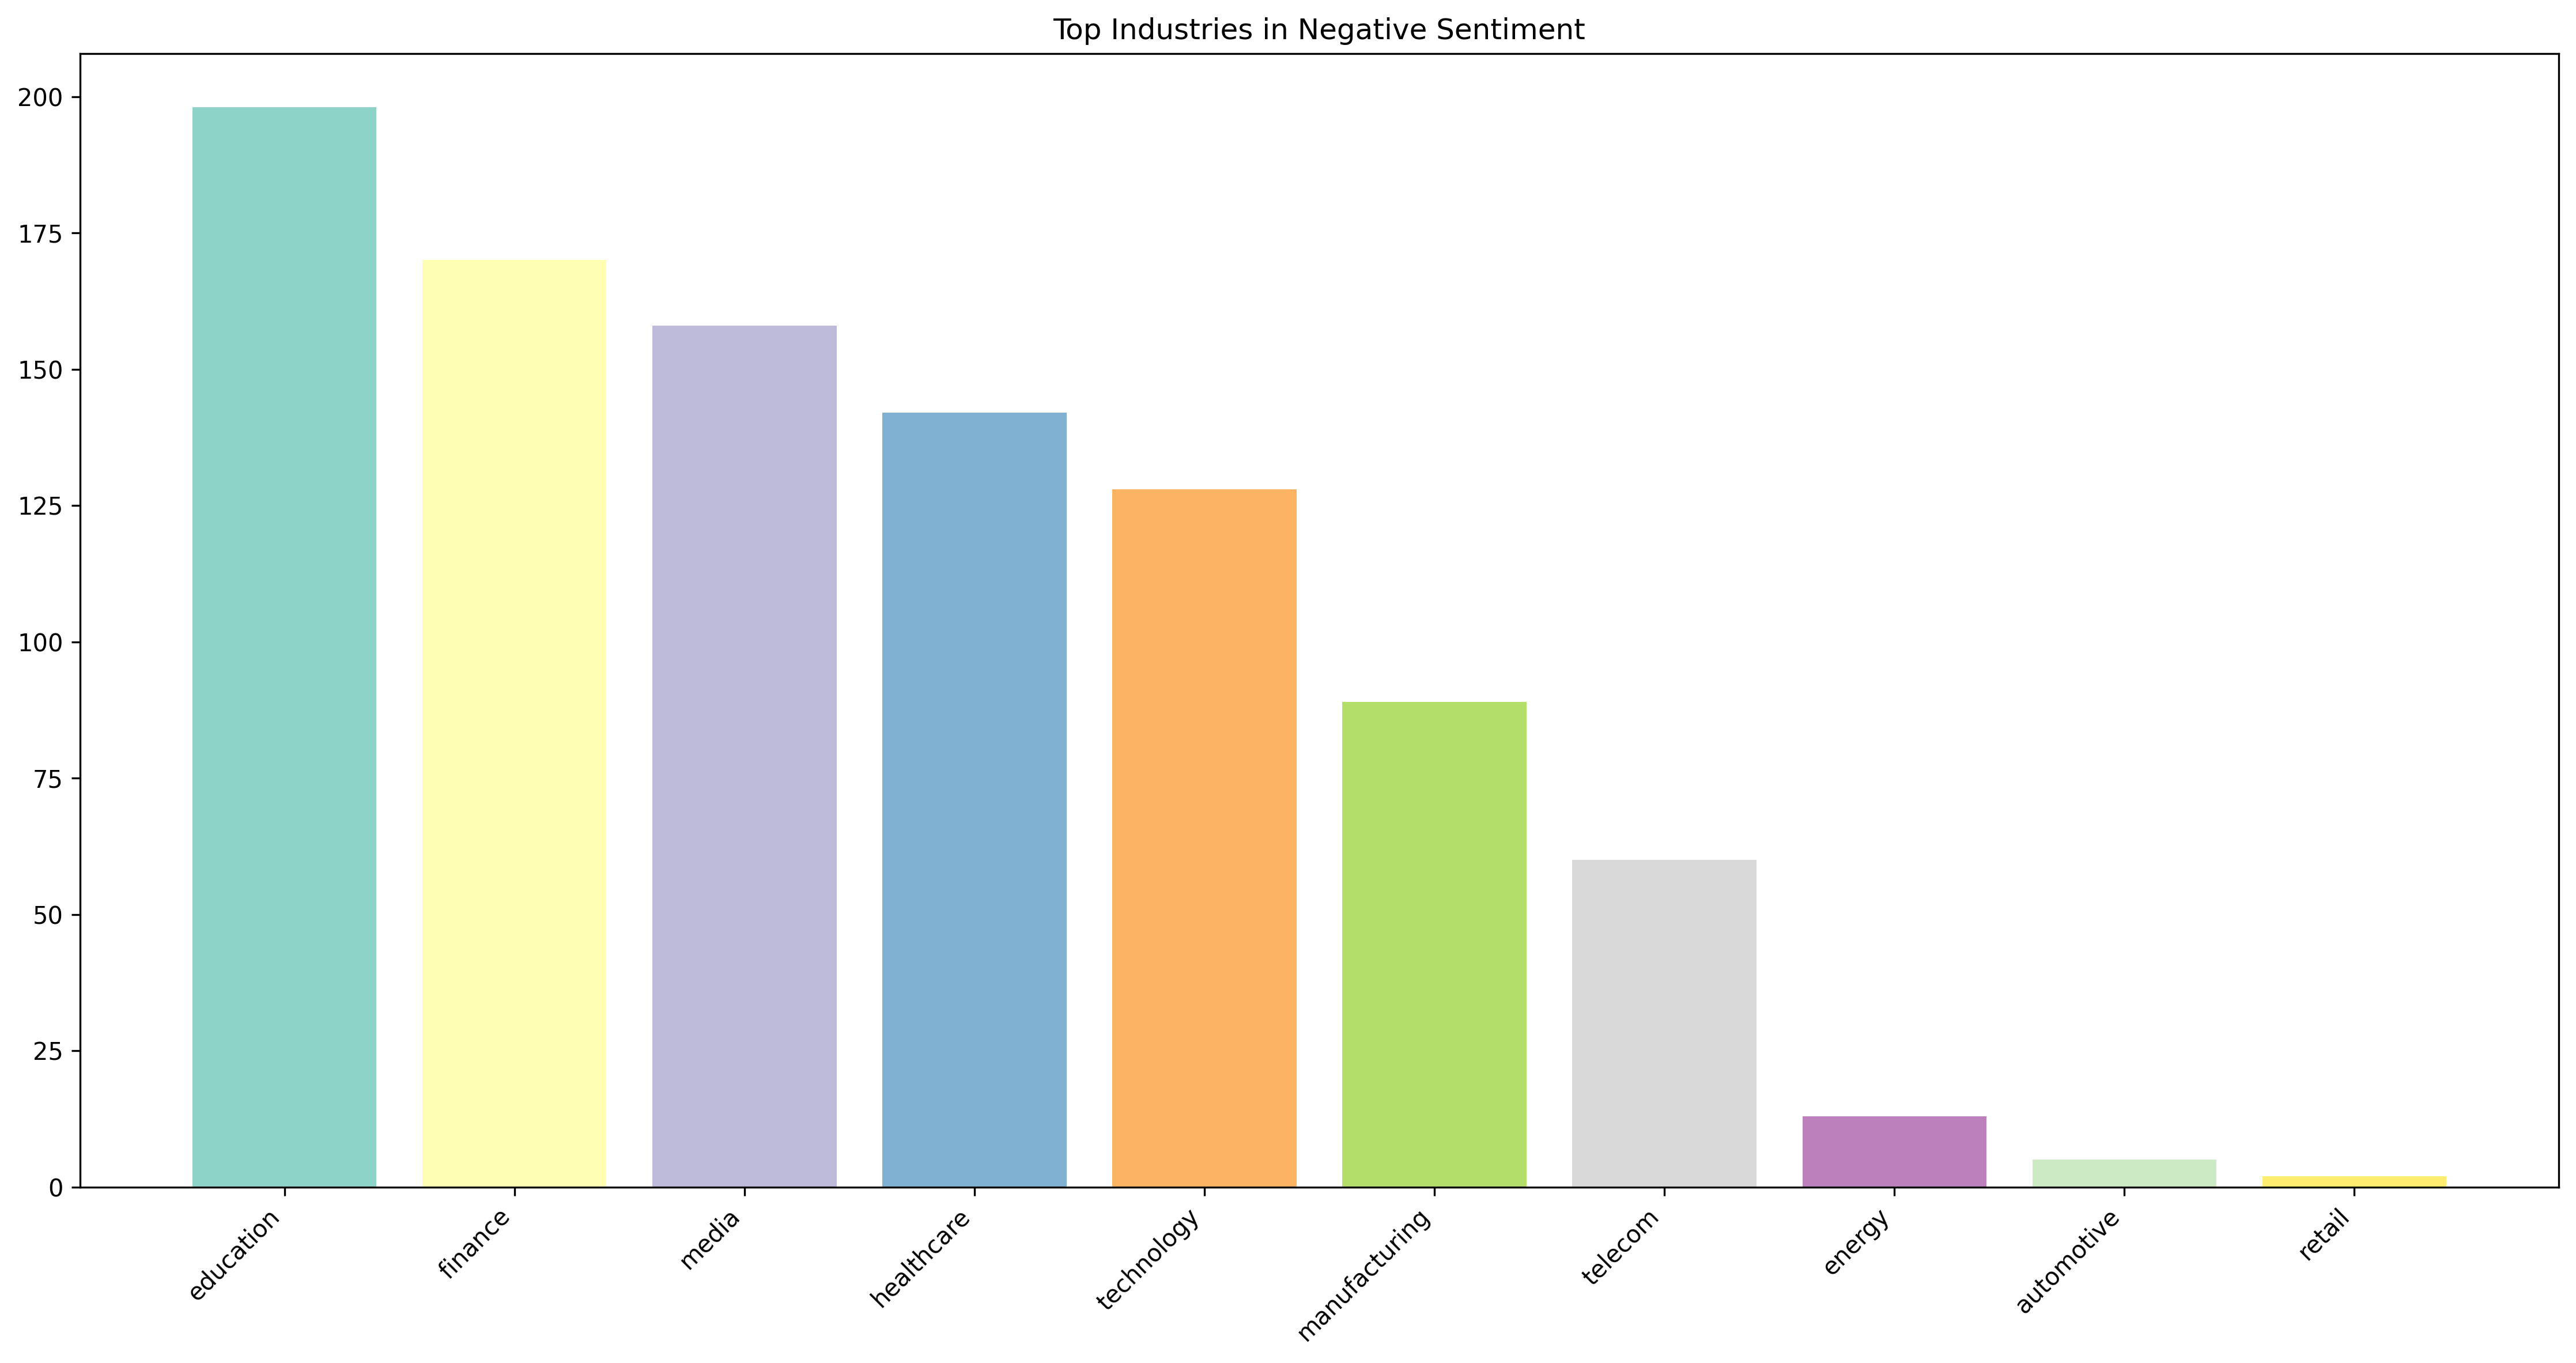 Top Industries in Negative Sentiment
200
175
150
125
100
75
50
25
0
education
finance
media
healthcare
technology
manufacturing
telecom
energy
automotive
retail